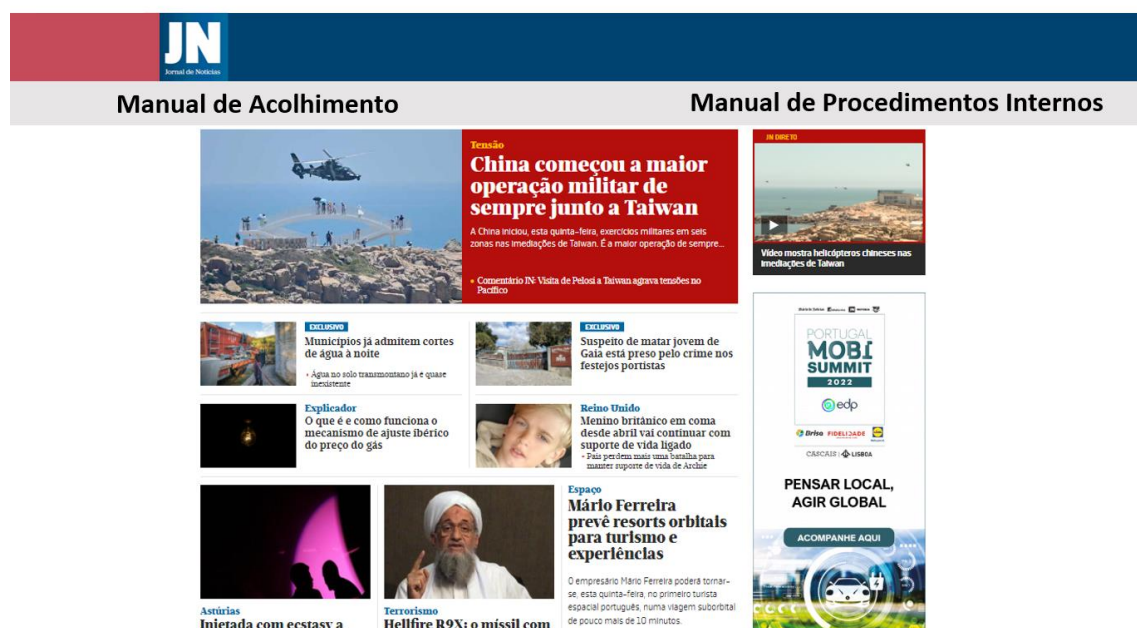 JN
Jornal de Notícias
Manual de Acolhimento
Manual de Procedimentos Internos
Tensão
China começou a maior
operação militar de
sempre junto a Taiwan
A China iniciou, esta quinta-feira, exercícios militares em seis
zonas nas imediações de Taiwan. É a maior operação de sempre...
• Comentário JN: Visita de Pelosi a Taiwan agrava tensões no
Pacífico
JN DIRETO
Vídeo mostra helicópteros chineses nas
imediações de Taiwan
EXCLUSIVO
Municípios já admitem cortes
de água à noite
• Água no solo transmontano já é quase
inexistente
EXCLUSIVO
Suspeito de matar jovem de
Gaia está preso pelo crime nos
festejos portistas
Explicador
O que é e como funciona o
mecanismo de ajuste ibérico
do preço do gás
Reino Unido
Menino britânico em coma
desde abril vai continuar com
suporte de vida ligado
• Pais perdem mais uma batalha para
manter suporte de vida de Archie
Astúrias
Injetada com ecstasy a
Terrorismo
Hellfire R9X: o míssil com
Espaço
Mário Ferreira
prevê resorts orbitais
para turismo e
experiências
O empresário Mário Ferreira poderá tornar-
se, esta quinta-feira, no primeiro turista
espacial português, numa viagem suborbital
de pouco mais de 10 minutos.
PORTUGAL
MOBI
SUMMIT
2022
edp
Brisa FIDELIDADE
CASCAIS LISBOA
PENSAR LOCAL,
AGIR GLOBAL
ACOMPANHE AQUI